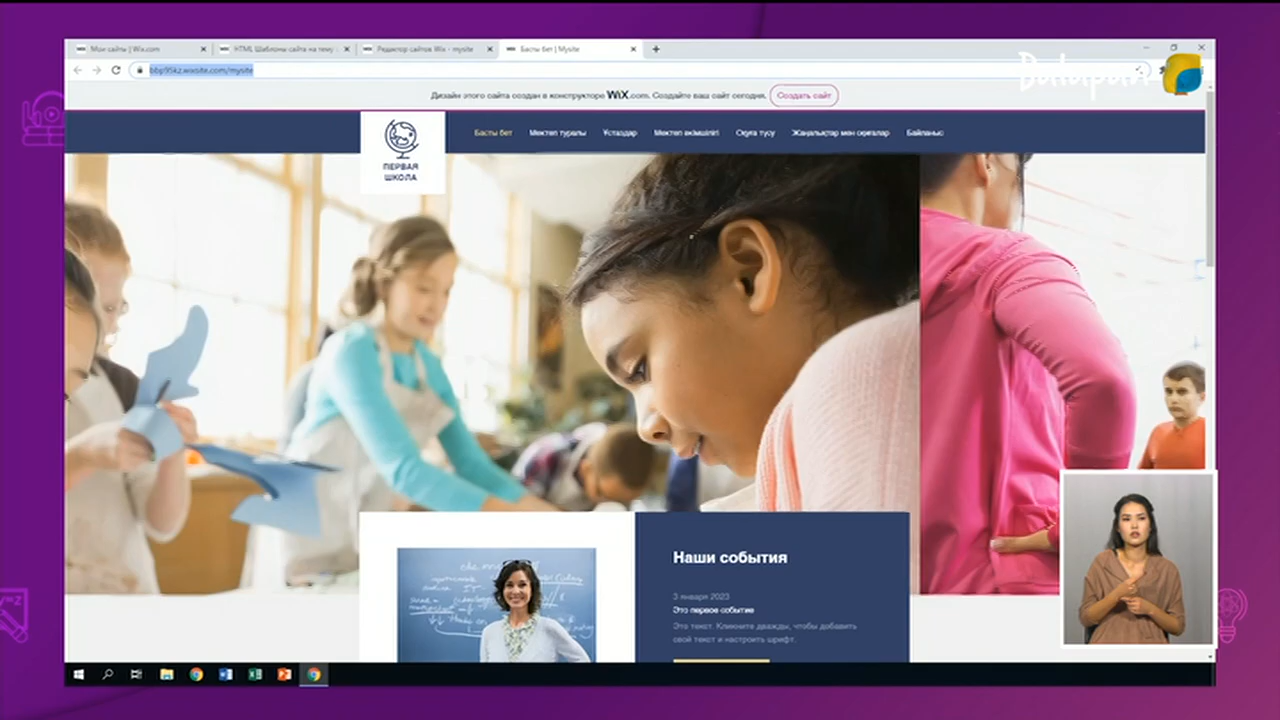 Мои сайты | Wix.com
HTML Шаблоны сайта на тему
Редактор сайтов Wix - mysite
Басты бет | Mysite
bbp95kz.wixsite.com/mysite
Balapan
Дизайн этого сайта создан в конструкторе WiX.com. Создайте ваш сайт сегодня. Создать сайт
Басты бет Мектеп туралы Ұстаздар Мектеп әкімшілігі Оқуға түсу Жаңалықтар мен оқиғалар Байланыс
ПЕРВАЯ
ШКОЛА
Наши события
3 января 2023
Это первое событие
Это текст. Кликните дважды, чтобы добавить
свой текст и настроить шрифт.